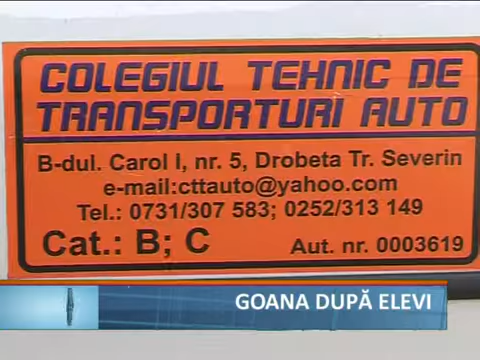 COLEGIUL TEHNIC DE
TRANSPORTURI AUTO
B-dul. Carol I, nr. 5, Drobeta Tr. Severin
e-mail:cttauto@yahoo.com
Tel.: 0731/307 583; 0252/313 149
Cat.: B; C Aut. nr. 0003619
GOANA DUPĂ ELEVI